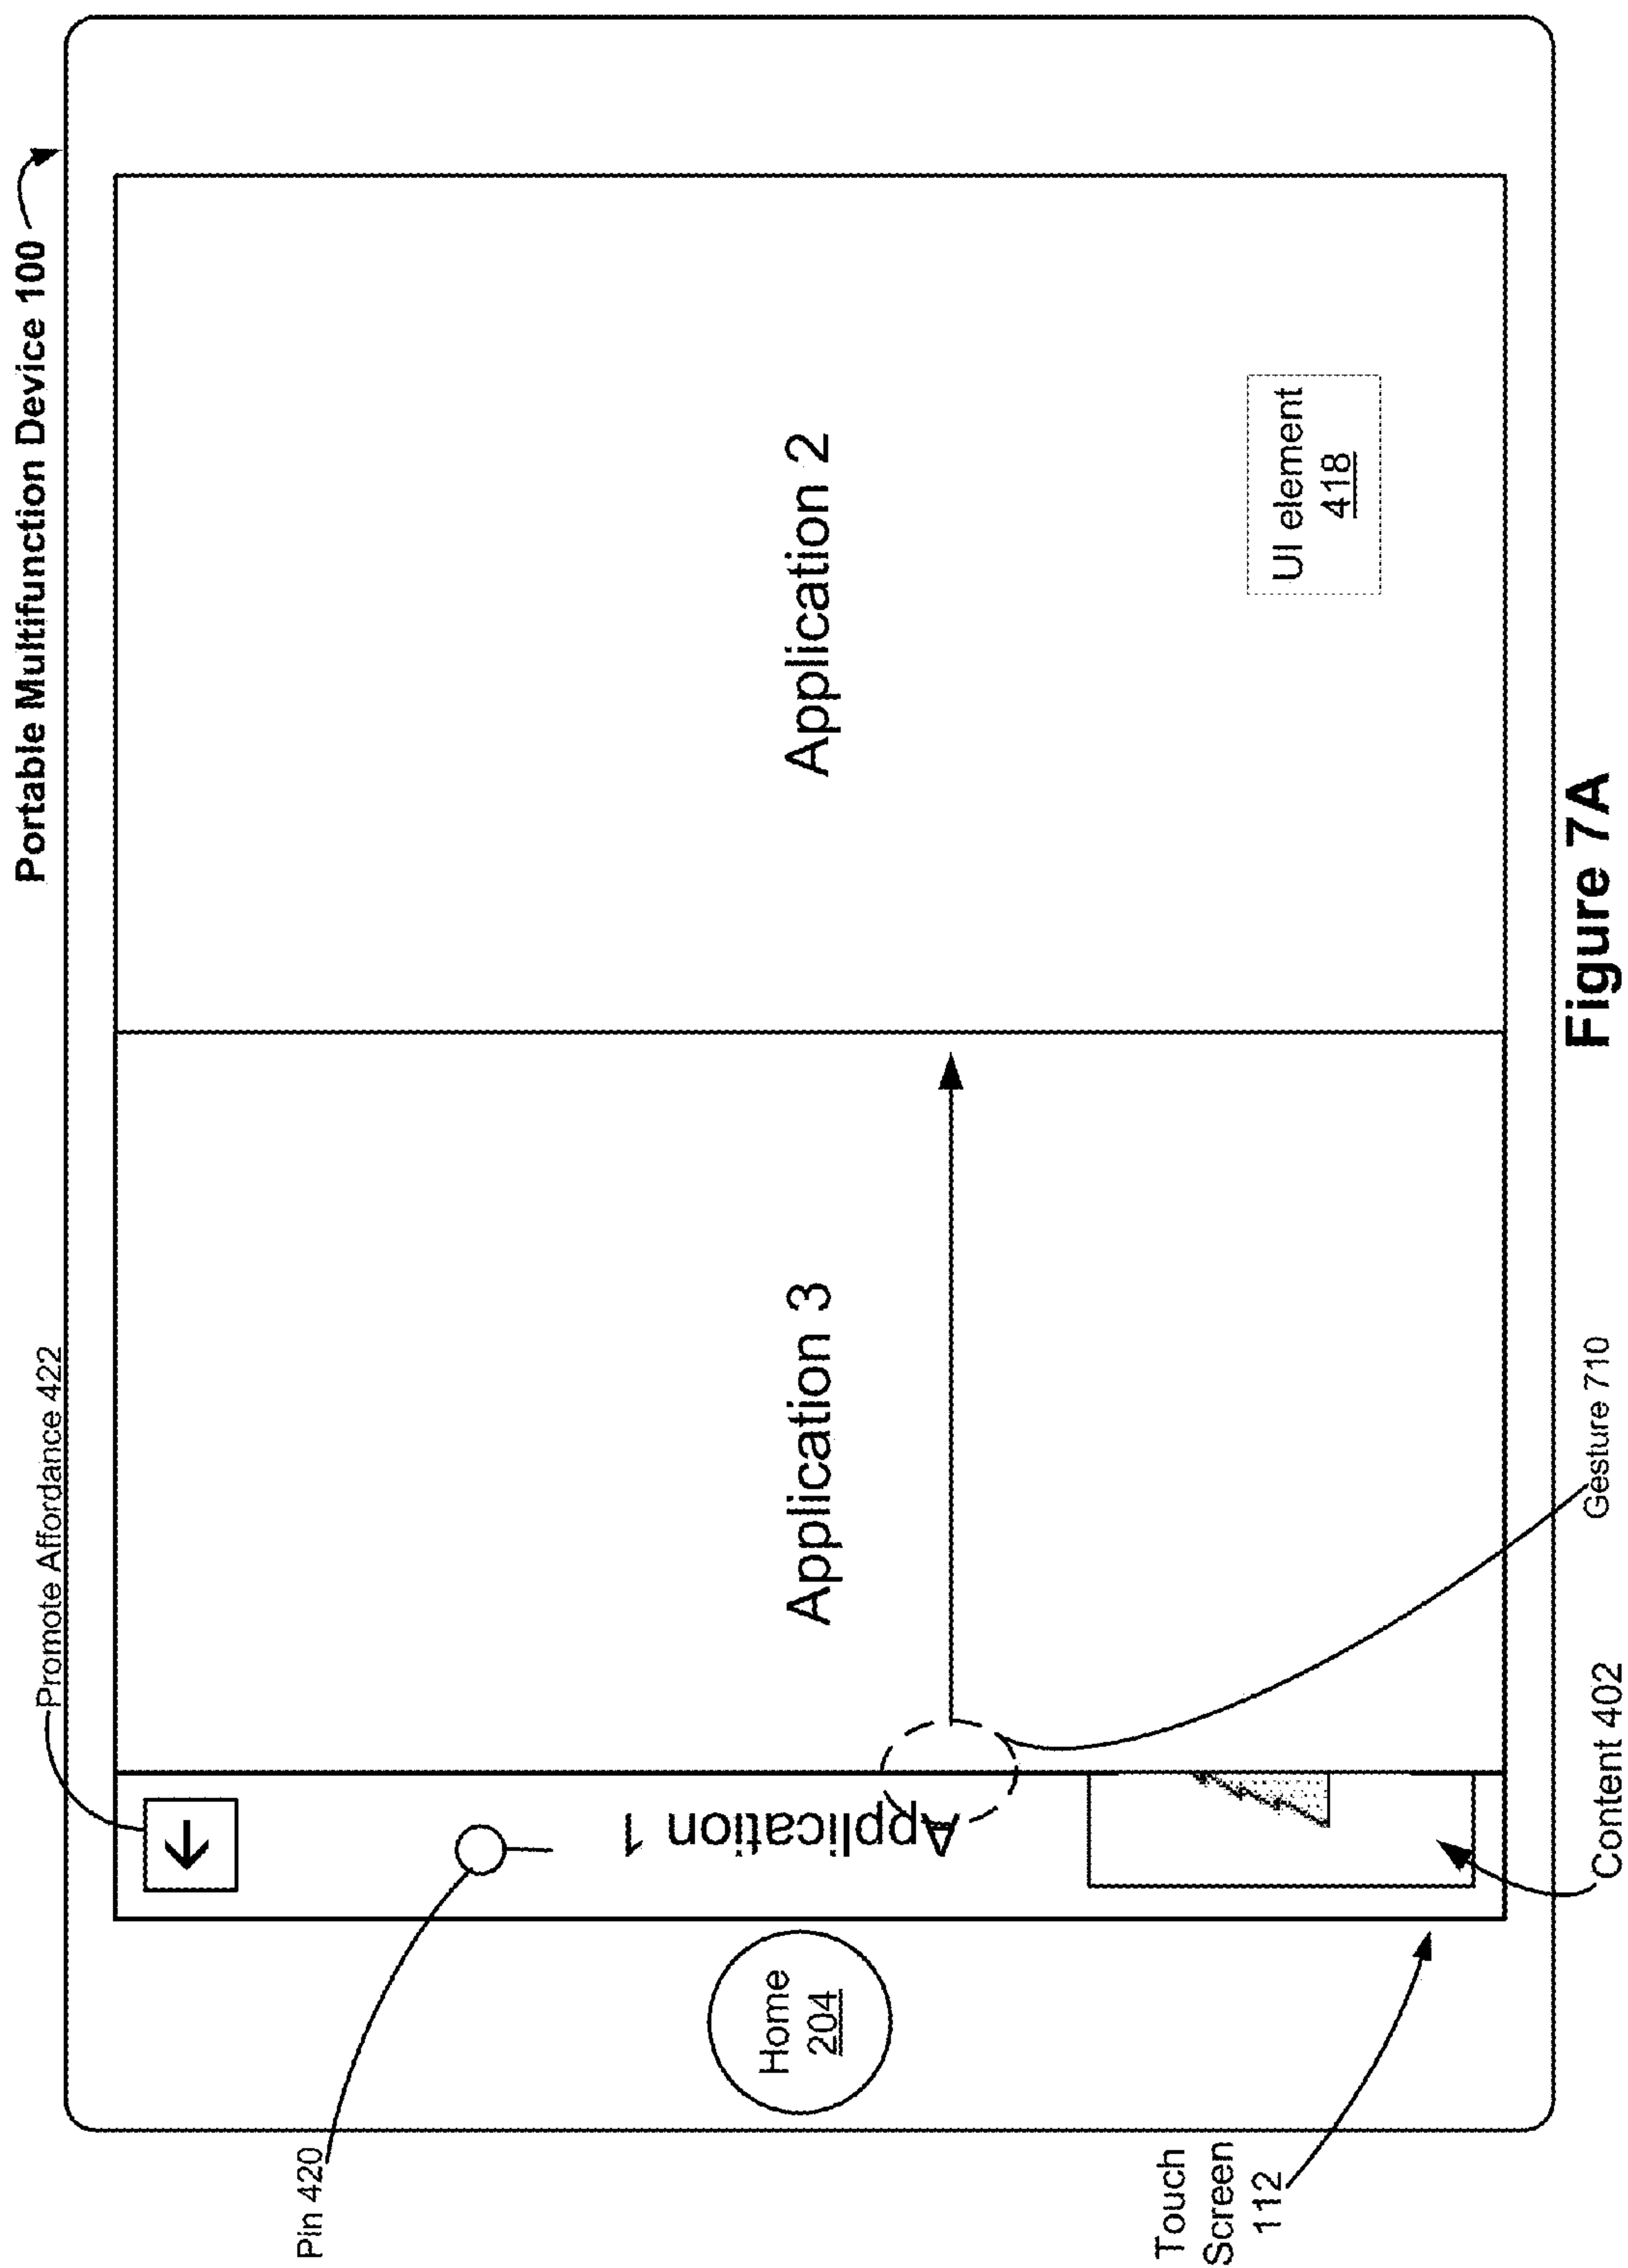 Portable Multifunction Device 100
Promote Affordance 422
Pin 420
Application 1
Application 3
Application 2
Home
204
UI element
418
Touch
Screen
112
Content 402
Gesture 710
Figure 7A